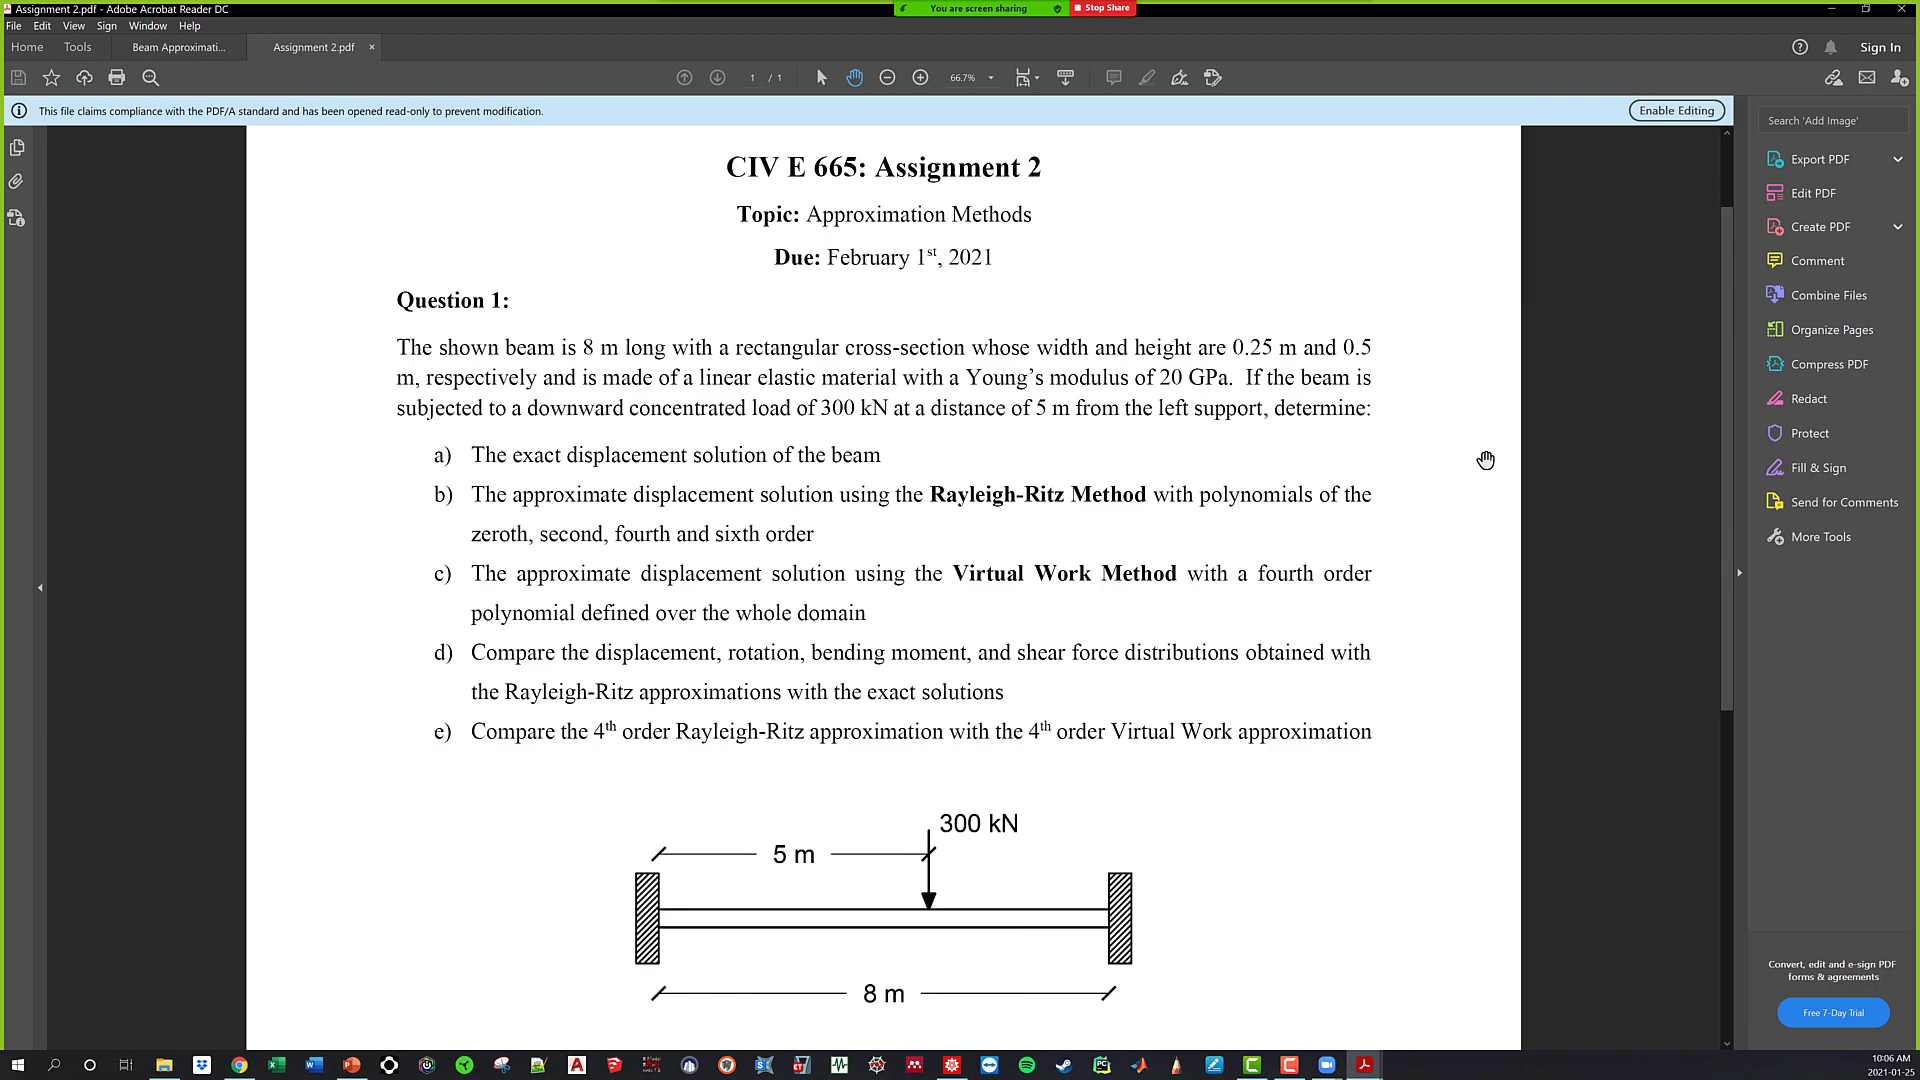 Assignment 2.pdf - Adobe Acrobat Reader DC
You are screen sharing
Stop Share
File Edit View Sign Window Help
Home Tools Beam Approximati... Assignment 2.pdf × Sign In
1 / 1 66.7%
This file claims compliance with the PDF/A standard and has been opened read-only to prevent modification. Enable Editing
CIV E 665: Assignment 2
Topic: Approximation Methods
Due: February 1st, 2021
Question 1:
The shown beam is 8 m long with a rectangular cross-section whose width and height are 0.25 m and 0.5
m, respectively and is made of a linear elastic material with a Young's modulus of 20 GPa. If the beam is
subjected to a downward concentrated load of 300 kN at a distance of 5 m from the left support, determine:
a) The exact displacement solution of the beam
b) The approximate displacement solution using the Rayleigh-Ritz Method with polynomials of the
zeroth, second, fourth and sixth order
c) The approximate displacement solution using the Virtual Work Method with a fourth order
polynomial defined over the whole domain
d) Compare the displacement, rotation, bending moment, and shear force distributions obtained with
the Rayleigh-Ritz approximations with the exact solutions
e) Compare the 4th order Rayleigh-Ritz approximation with the 4th order Virtual Work approximation
300 kN
5 m
8 m
Search 'Add Image'
Export PDF
Edit PDF
Create PDF
Comment
Combine Files
Organize Pages
Compress PDF
Redact
Protect
Fill & Sign
Send for Comments
More Tools
Convert, edit and e-sign PDF
forms & agreements
Free 7-Day Trial
10:06 AM
2021-01-25